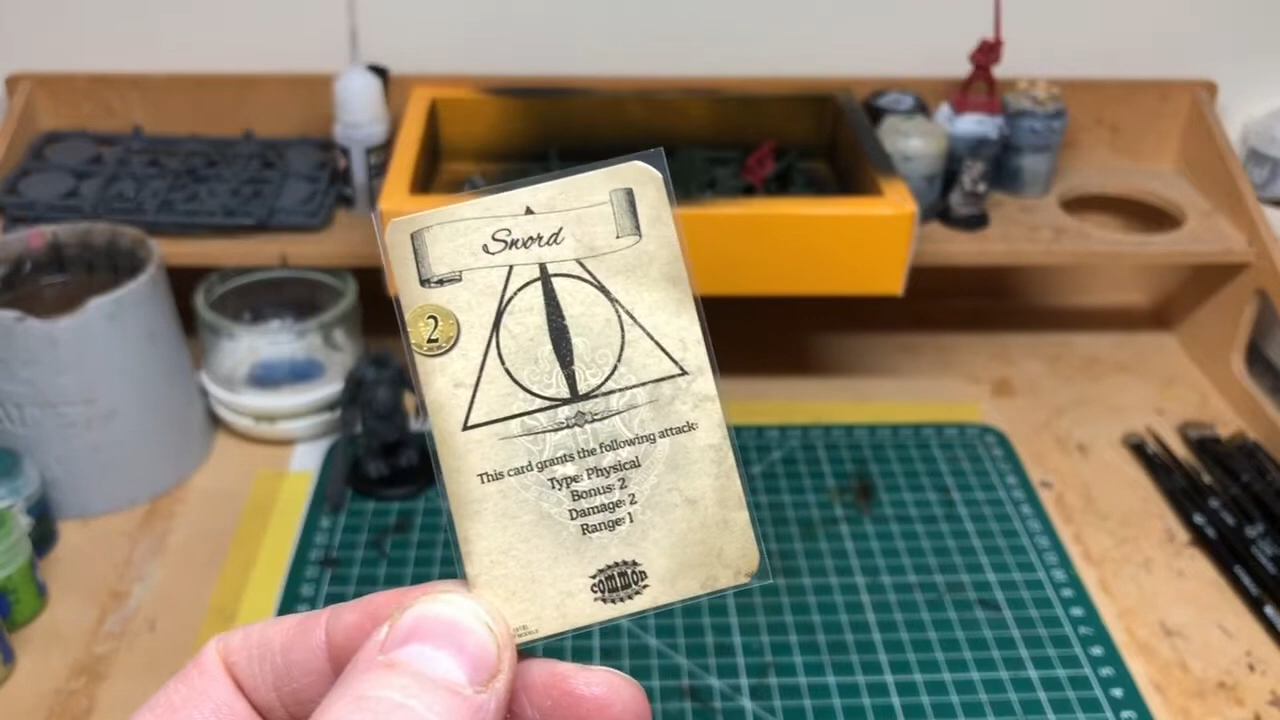 Sword
2
This card grants the following attack:
Type: Physical
Bonus: 2
Damage: 2
Range: 1
common